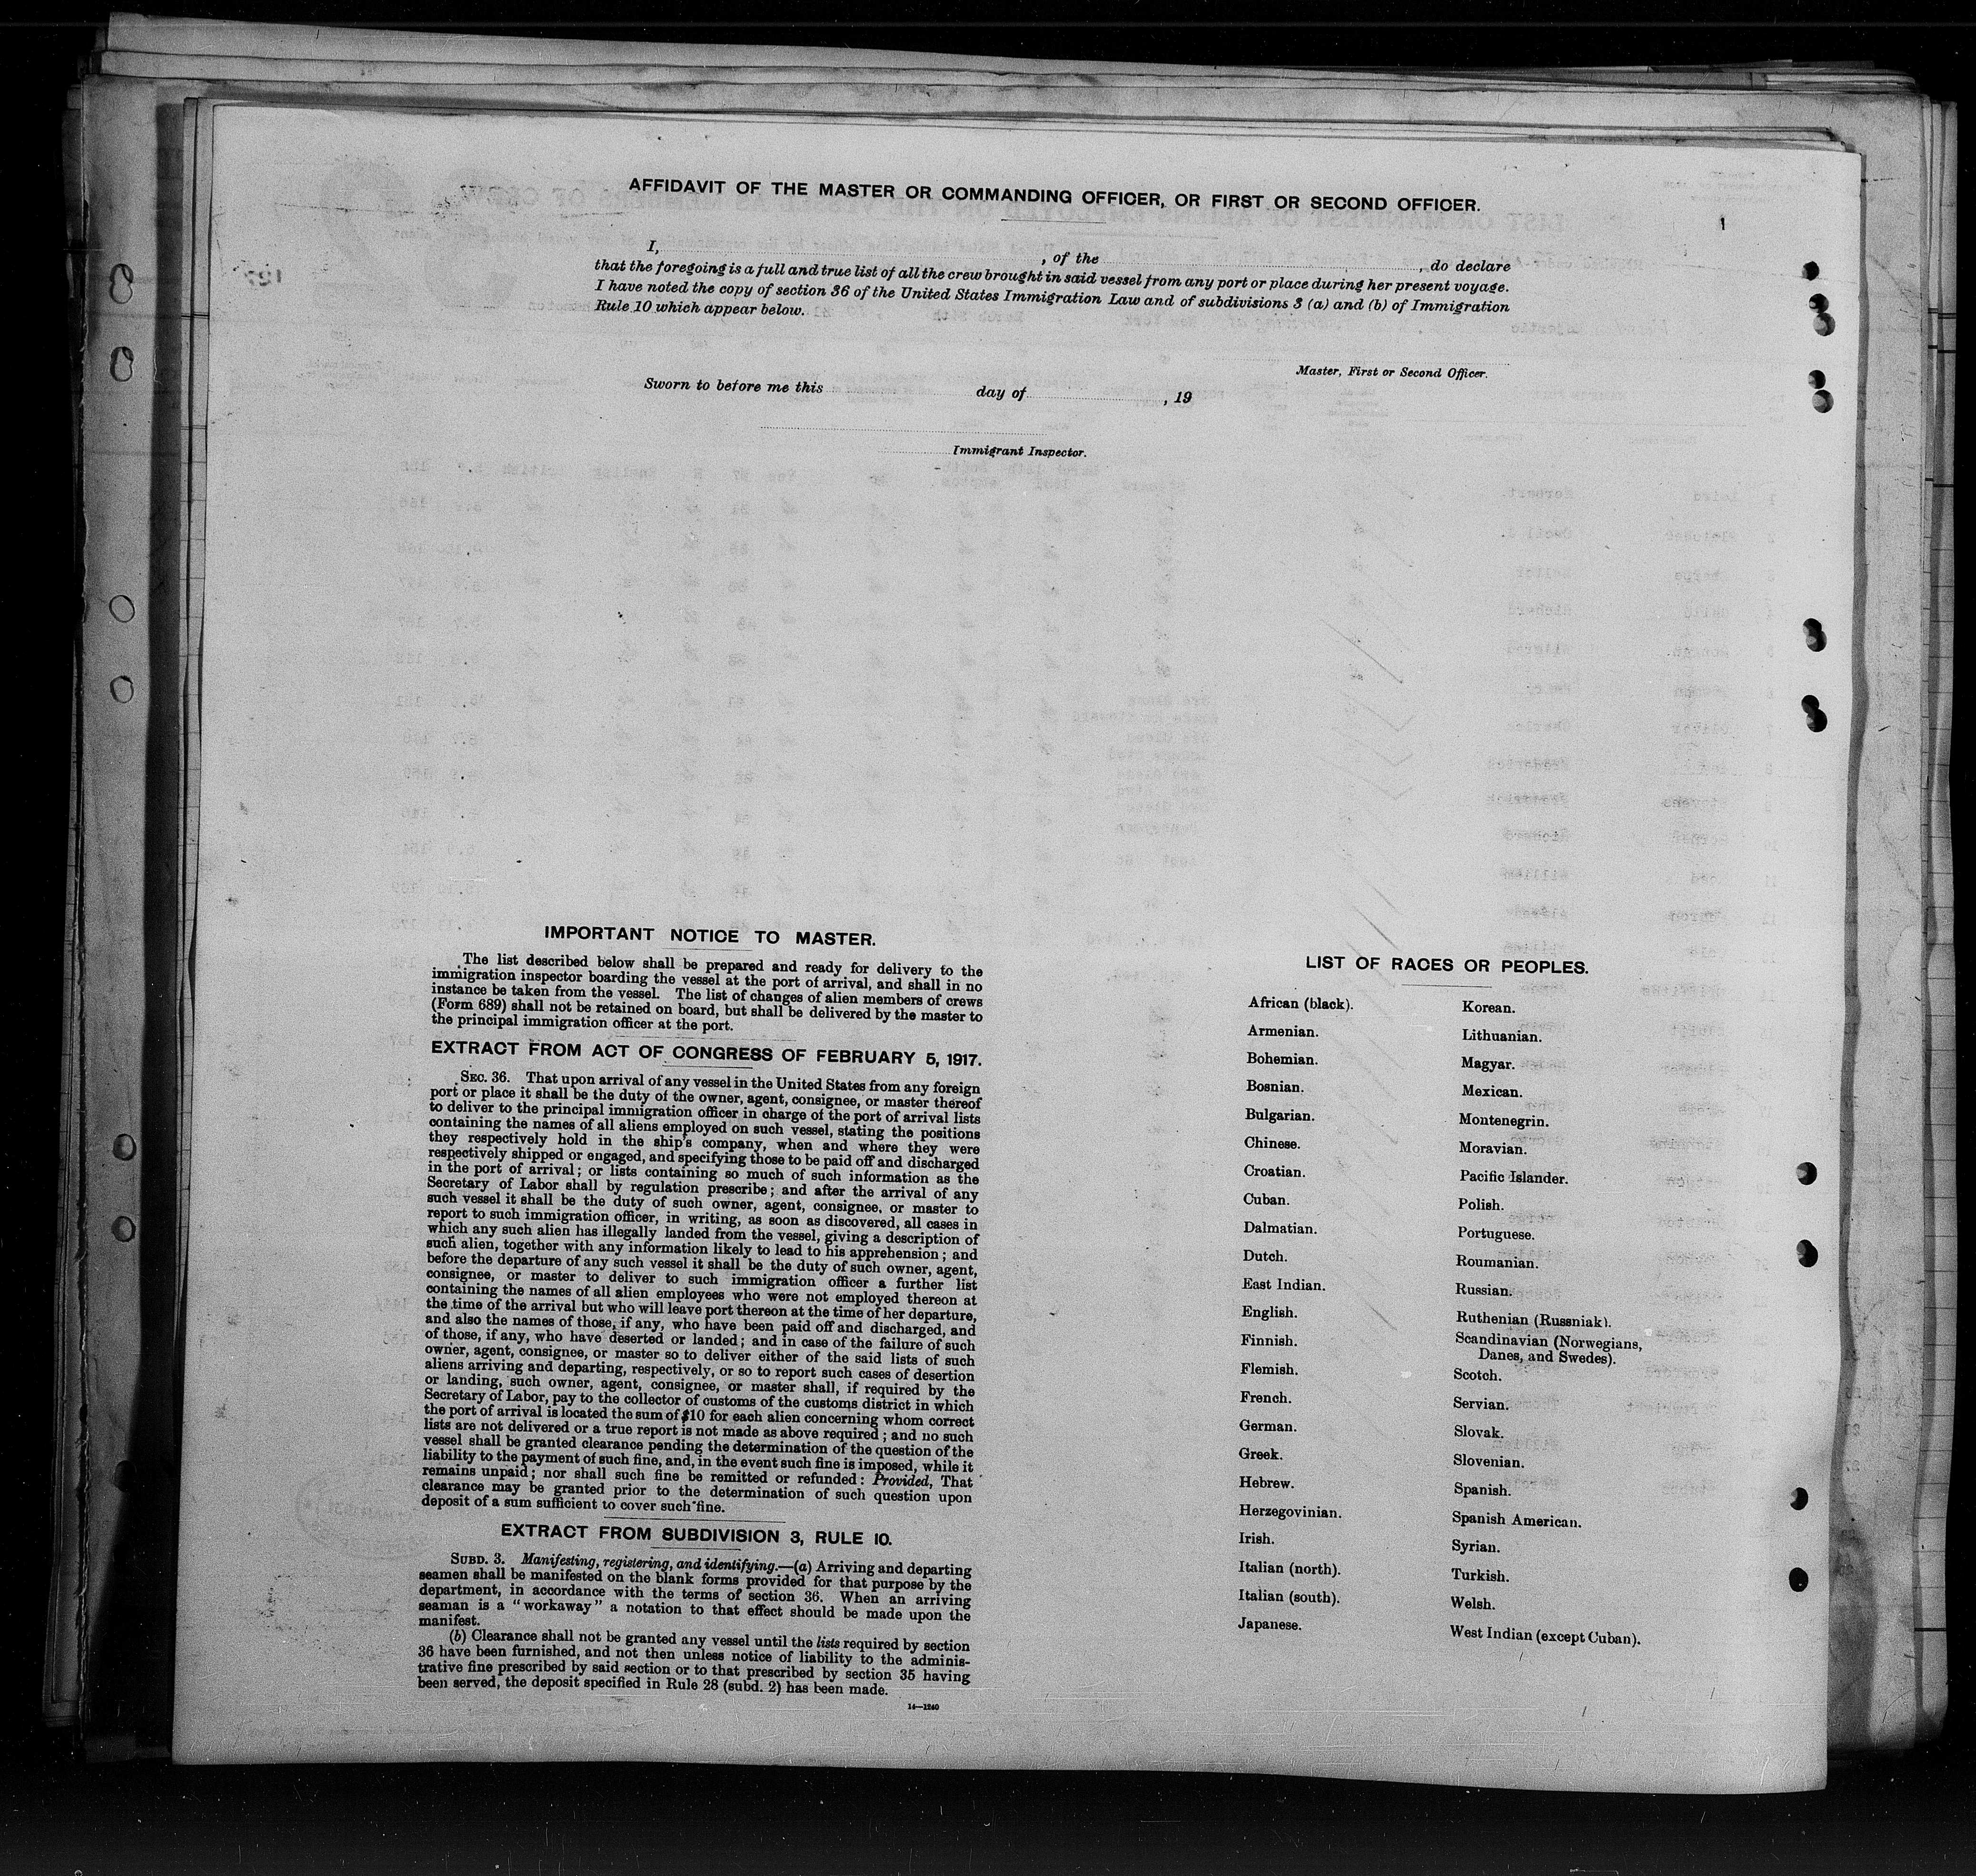 AFFIDAVIT OF THE MASTER OR COMMANDING OFFICER, OR FIRST OR SECOND OFFICER.
I, , of the , do declare
that the foregoing is a full and true list of all the crew brought in said vessel from any port or place during her present voyage.
I have noted the copy of section 36 of the United States Immigration Law and of subdivisions 3 (a) and (b) of Immigration
Rule 10 which appear below.
Master, First or Second Officer.
Sworn to before me this day of , 19
Immigrant Inspector.
IMPORTANT NOTICE TO MASTER.
The list described below shall be prepared and ready for delivery to the
immigration inspector boarding the vessel at the port of arrival, and shall in no
instance be taken from the vessel. The list of changes of alien members of crews
(Form 689) shall not be retained on board, but shall be delivered by the master to
the principal immigration officer at the port.
EXTRACT FROM ACT OF CONGRESS OF FEBRUARY 5, 1917.
SEC. 36. That upon arrival of any vessel in the United States from any foreign
port or place it shall be the duty of the owner, agent, consignee, or master thereof
to deliver to the principal immigration officer in charge of the port of arrival lists
containing the names of all aliens employed on such vessel, stating the positions
they respectively hold in the ship's company, when and where they were
respectively shipped or engaged, and specifying those to be paid off and discharged
in the port of arrival; or lists containing so much of such information as the
Secretary of Labor shall by regulation prescribe; and after the arrival of any
such vessel it shall be the duty of such owner, agent, consignee, or master to
report to such immigration officer, in writing, as soon as discovered, all cases in
which any such alien has illegally landed from the vessel, giving a description of
such alien, together with any information likely to lead to his apprehension; and
before the departure of any such vessel it shall be the duty of such owner, agent,
consignee, or master to deliver to such immigration officer a further list
containing the names of all alien employees who were not employed thereon at
the time of the arrival but who will leave port thereon at the time of her departure,
and also the names of those, if any, who have been paid off and discharged, and
of those, if any, who have deserted or landed; and in case of the failure of such
owner, agent, consignee, or master so to deliver either of the said lists of such
aliens arriving and departing, respectively, or so to report such cases of desertion
or landing, such owner, agent, consignee, or master shall, if required by the
Secretary of Labor, pay to the collector of customs of the customs district in which
the port of arrival is located the sum of $10 for each alien concerning whom correct
lists are not delivered or a true report is not made as above required; and no such
vessel shall be granted clearance pending the determination of the question of the
liability to the payment of such fine, and, in the event such fine is imposed, while it
remains unpaid; nor shall such fine be remitted or refunded: Provided, That
clearance may be granted prior to the determination of such question upon
deposit of a sum sufficient to cover such fine.
EXTRACT FROM SUBDIVISION 3, RULE 10.
SUBD. 3. Manifesting, registering, and identifying.—(a) Arriving and departing
seamen shall be manifested on the blank forms provided for that purpose by the
department, in accordance with the terms of section 36. When an arriving
seaman is a "workaway" a notation to that effect should be made upon the
manifest.
(b) Clearance shall not be granted any vessel until the lists required by section
36 have been furnished, and not then unless notice of liability to the adminis-
trative fine prescribed by said section or to that prescribed by section 35 having
been served, the deposit specified in Rule 28 (subd. 2) has been made.
14—1240
LIST OF RACES OR PEOPLES.
African (black).
Armenian.
Bohemian.
Bosnian.
Bulgarian.
Chinese.
Croatian.
Cuban.
Dalmatian.
Dutch.
East Indian.
English.
Finnish.
Flemish.
French.
German.
Greek.
Hebrew.
Herzegovinian.
Irish.
Italian (north).
Italian (south).
Japanese.
Korean.
Lithuanian.
Magyar.
Mexican.
Montenegrin.
Moravian.
Pacific Islander.
Polish.
Portuguese.
Roumanian.
Russian.
Ruthenian (Russniak).
Scandinavian (Norwegians,
Danes, and Swedes).
Scotch.
Servian.
Slovak.
Slovenian.
Spanish.
Spanish American.
Syrian.
Turkish.
Welsh.
West Indian (except Cuban).